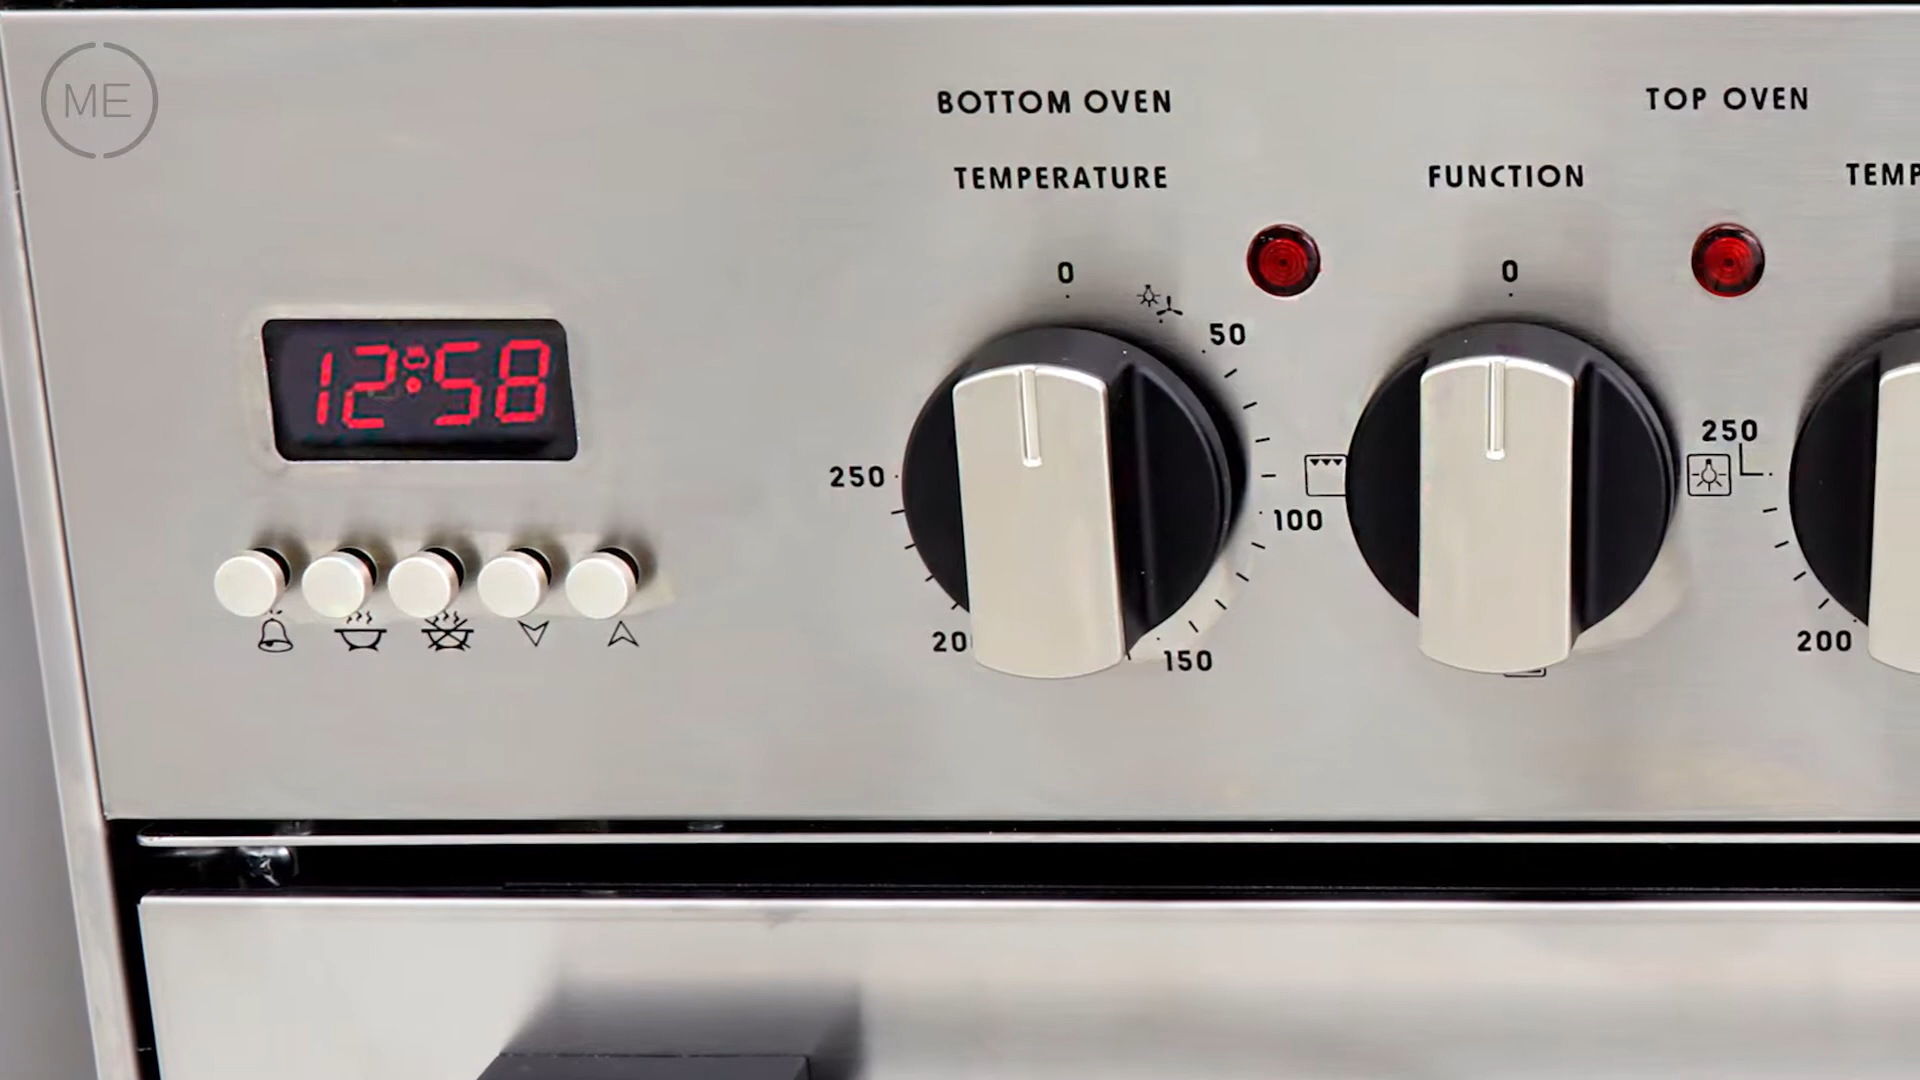 ME
BOTTOM OVEN
TOP OVEN
TEMPERATURE
FUNCTION
0
0
50
12:58
250
250
100
150
200